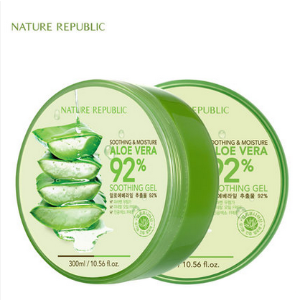 NATURE REPUBLIC
NATURE REPUBLIC
SOOTHING & MOISTURE
ALOE VERA
92%
SOOTHING GEL
300ml / 10.56 fl. oz.
NATURE REPUBLIC
SOOTHING & MOISTURE
ALOE VERA
92%
SOOTHING GEL
10.56 fl. oz.